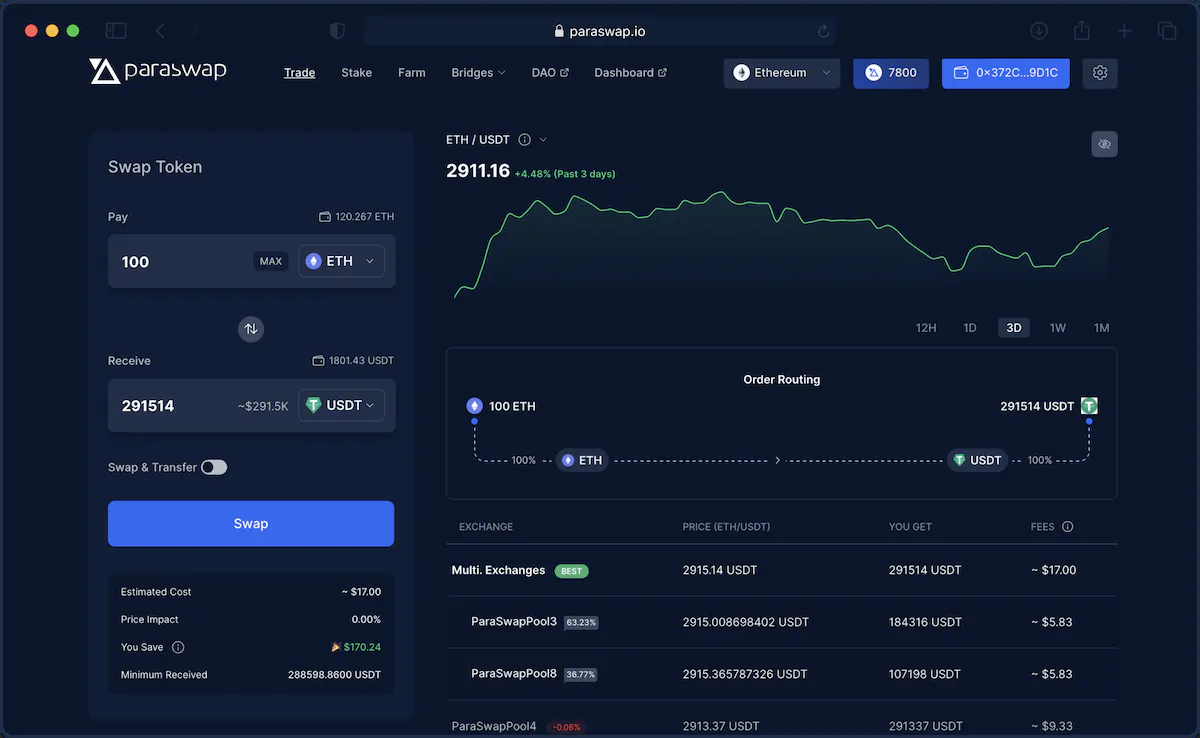 paraswap.io
paraswap Trade Stake Farm Bridges DAO Dashboard Ethereum 7800 0×372C...9D1C
Swap Token
Pay 120.267 ETH
100 MAX ETH
Receive 1801.43 USDT
291514 ~$291.5K USDT
Swap & Transfer
Swap
Estimated Cost ~ $17.00
Price Impact 0.00%
You Save $170.24
Minimum Received 288598.8600 USDT
ETH / USDT
2911.16 +4.48% (Past 3 days)
12H 1D 3D 1W 1M
Order Routing
100 ETH 291514 USDT
100% ETH USDT 100%
EXCHANGE PRICE (ETH/USDT) YOU GET FEES
Multi. Exchanges BEST 2915.14 USDT 291514 USDT ~ $17.00
ParaSwapPool3 63.23% 2915.008698402 USDT 184316 USDT ~ $5.83
ParaSwapPool8 36.77% 2915.365787326 USDT 107198 USDT ~ $5.83
ParaSwapPool4 -0.06% 2913.37 USDT 291337 USDT ~ $9.33